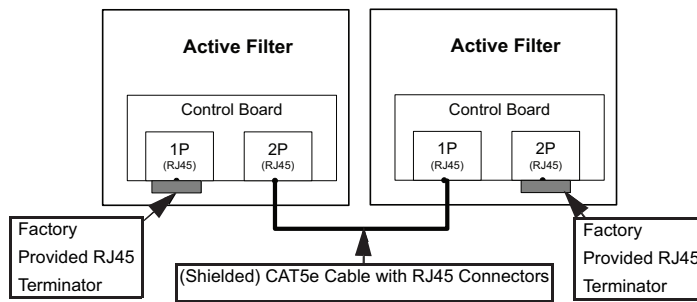 Active Filter
Control Board
1P
(RJ45)
2P
(RJ45)
Active Filter
Control Board
1P
(RJ45)
2P
(RJ45)
Factory
Provided RJ45
Terminator
(Shielded) CAT5e Cable with RJ45 Connectors
Factory
Provided RJ45
Terminator